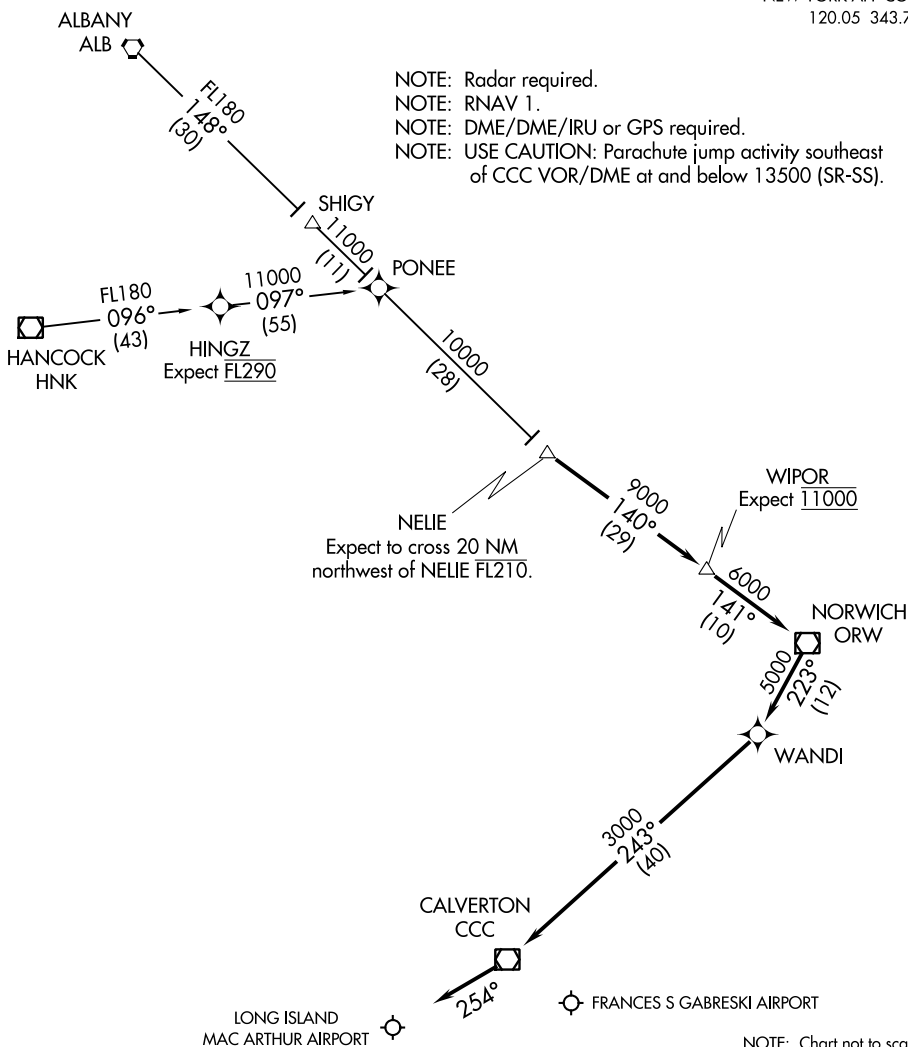 120.05 343.7
ALBANY
ALB
FL180
148°
(30)
NOTE: Radar required.
NOTE: RNAV 1.
NOTE: DME/DME/IRU or GPS required.
NOTE: USE CAUTION: Parachute jump activity southeast
of CCC VOR/DME at and below 13500 (SR-SS).
SHIGY
11000
(11)
PONEE
FL180
096°
(43)
11000
097°
(55)
HANCOCK
HNK
HINGZ
Expect FL290
10000
(28)
NELIE
Expect to cross 20 NM
northwest of NELIE FL210.
9000
140°
(29)
WIPOR
Expect 11000
6000
141°
(10)
NORWICH
ORW
5000
223°
(12)
WANDI
3000
243°
(40)
CALVERTON
CCC
254°
FRANCES S GABRESKI AIRPORT
LONG ISLAND
MAC ARTHUR AIRPORT
NOTE: Chart not to sca